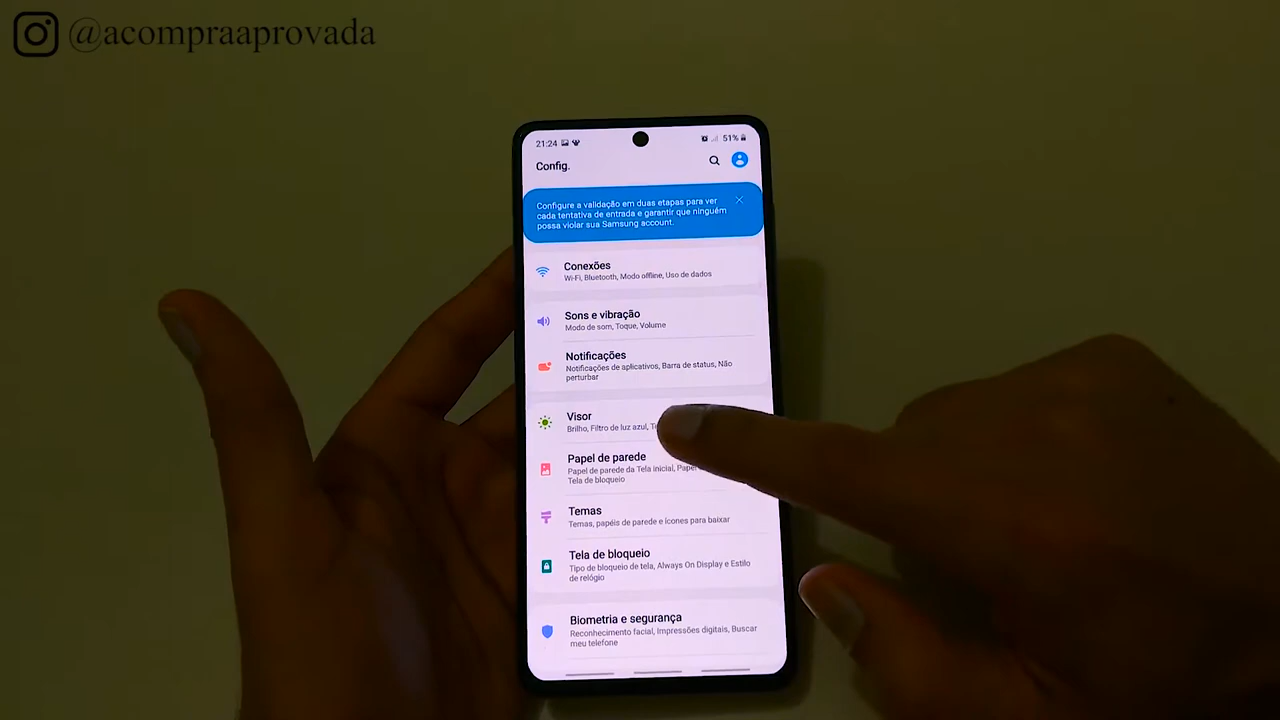 @acompraaprovada
21:24
51%
Config.
Configure a validação em duas etapas para ver
cada tentativa de entrada e garantir que ninguém
possa violar sua Samsung account.
Conexões
Wi-Fi, Bluetooth, Modo offline, Uso de dados
Sons e vibração
Modo de som, Toque, Volume
Notificações
Notificações de aplicativos, Barra de status, Não
perturbar
Visor
Brilho, Filtro de luz azul,
Papel de parede
Papel de parede da Tela inicial,
Tela de bloqueio
Temas
Temas, papéis de parede e ícones para baixar
Tela de bloqueio
Tipo de bloqueio de tela, Always On Display e Estilo
de relógio
Biometria e segurança
Reconhecimento facial, Impressões digitais, Buscar
meu telefone